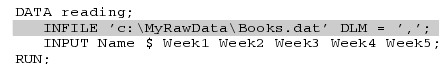 DATA reading;
INFILE 'c:\MyRawData\Books.dat' DLM = ',';
INPUT Name $ Week1 Week2 Week3 Week4 Week5;
RUN;